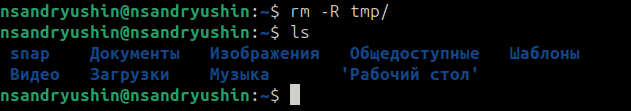 nsandryushin@nsandryushin:~$ rm -R tmp/
nsandryushin@nsandryushin:~$ ls
snap Документы Изображения Общедоступные Шаблоны
Видео Загрузки Музыка 'Рабочий стол'
nsandryushin@nsandryushin:~$